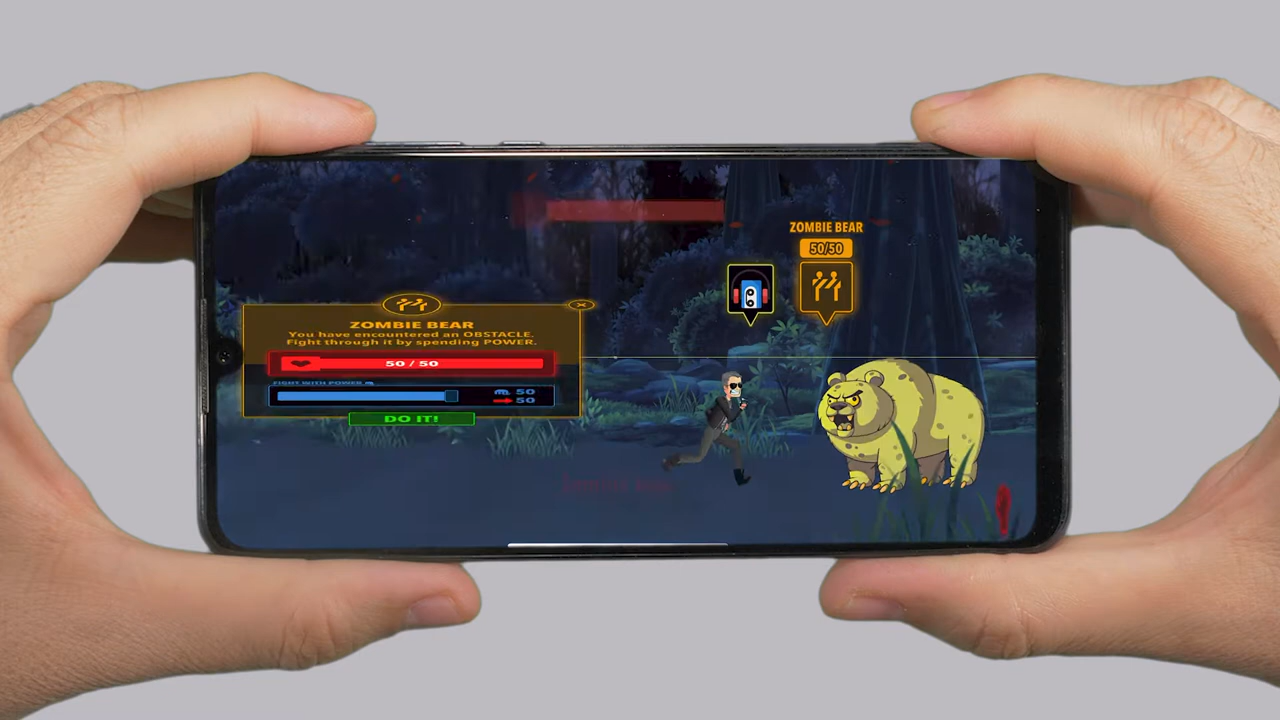 ZOMBIE BEAR
50/50
ZOMBIE BEAR
You have encountered an OBSTACLE.
Fight through it by spending POWER.
50 / 50
FIGHT WITH POWER
50
50
DO IT!